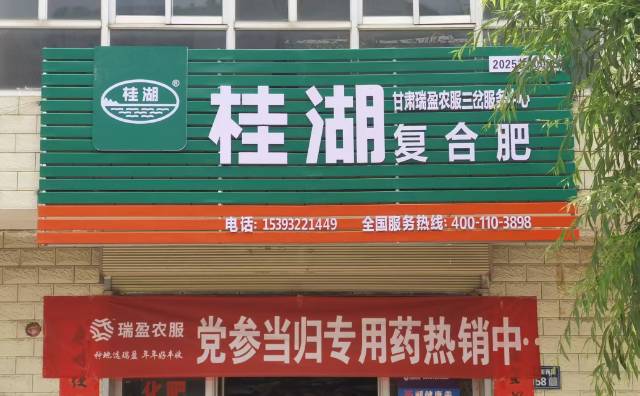 桂湖®
2025
桂湖
甘肃瑞盈农服三岔服务中心
复合肥
电话: 15393221449 全国服务热线: 400-110-3898
瑞盈农服
种地选瑞盈 年年好丰收
党参当归专用药热销中…
158